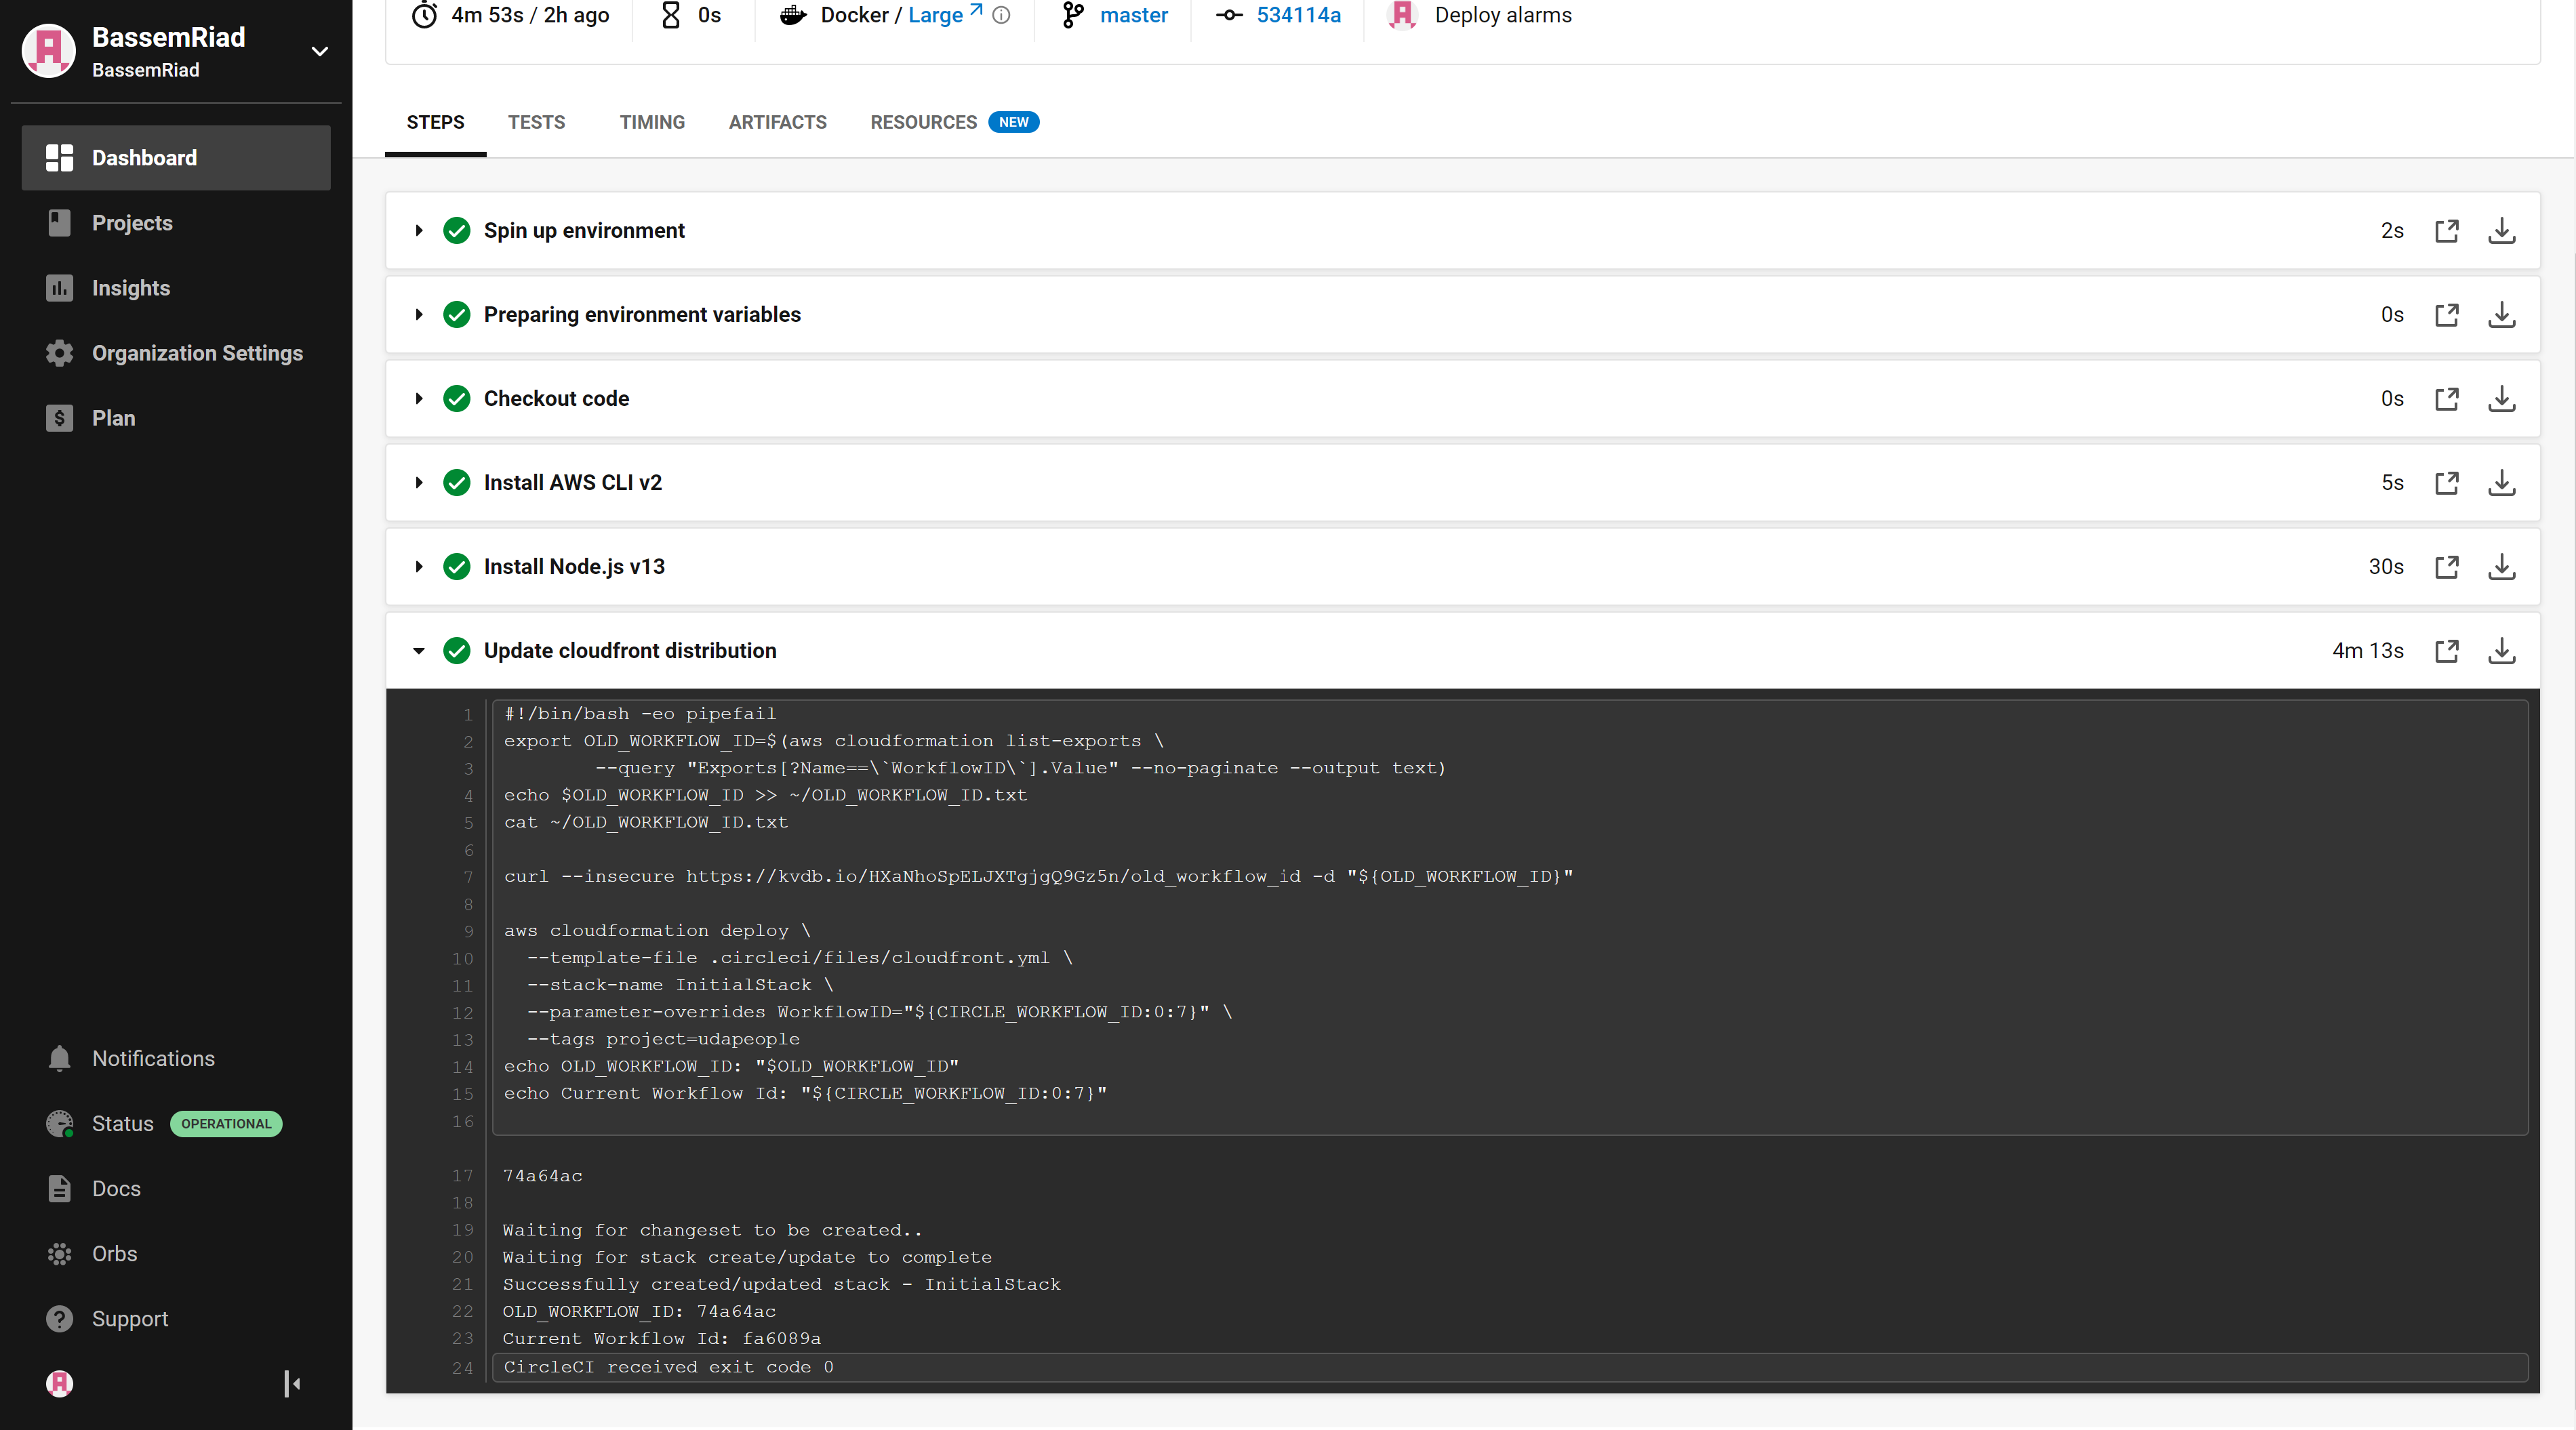 BassemRiad
BassemRiad
Dashboard
Projects
Insights
Organization Settings
Plan
Notifications
Status OPERATIONAL
Docs
Orbs
Support
4m 53s / 2h ago
0s
Docker / Large
master
534114a
Deploy alarms
STEPS TESTS TIMING ARTIFACTS RESOURCES NEW
Spin up environment 2s
Preparing environment variables 0s
Checkout code 0s
Install AWS CLI v2 5s
Install Node.js v13 30s
Update cloudfront distribution 4m 13s
1 #!/bin/bash -eo pipefail
2 export OLD_WORKFLOW_ID=$(aws cloudformation list-exports \
3 --query "Exports[?Name==\`WorkflowID\`].Value" --no-paginate --output text)
4 echo $OLD_WORKFLOW_ID >> ~/OLD_WORKFLOW_ID.txt
5 cat ~/OLD_WORKFLOW_ID.txt
6
7 curl --insecure https://kvdb.io/HXaNhoSpELJXTgjgQ9Gz5n/old_workflow_id -d "${OLD_WORKFLOW_ID}"
8
9 aws cloudformation deploy \
10 --template-file .circleci/files/cloudfront.yml \
11 --stack-name InitialStack \
12 --parameter-overrides WorkflowID="${CIRCLE_WORKFLOW_ID:0:7}" \
13 --tags project=udapeople
14 echo OLD_WORKFLOW_ID: "$OLD_WORKFLOW_ID"
15 echo Current Workflow Id: "${CIRCLE_WORKFLOW_ID:0:7}"
16
17 74a64ac
18
19 Waiting for changeset to be created..
20 Waiting for stack create/update to complete
21 Successfully created/updated stack - InitialStack
22 OLD_WORKFLOW_ID: 74a64ac
23 Current Workflow Id: fa6089a
24 CircleCI received exit code 0